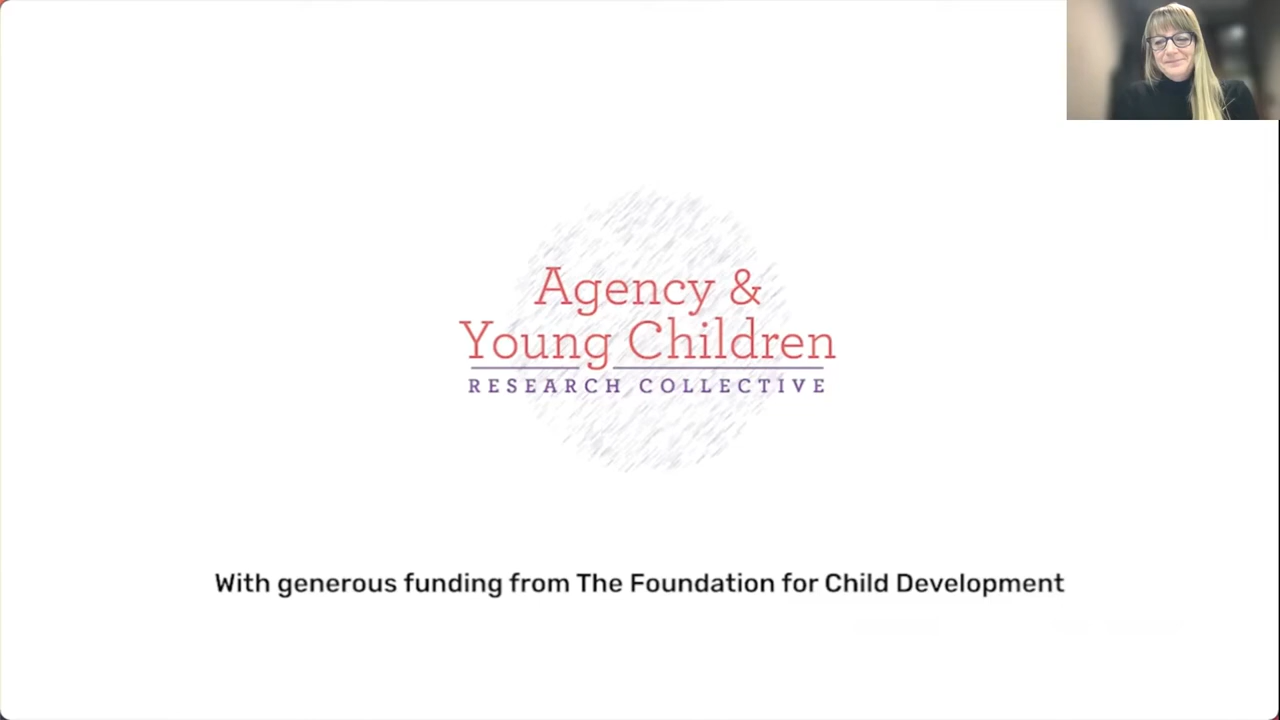 Agency &
Young Children
RESEARCH COLLECTIVE
With generous funding from The Foundation for Child Development